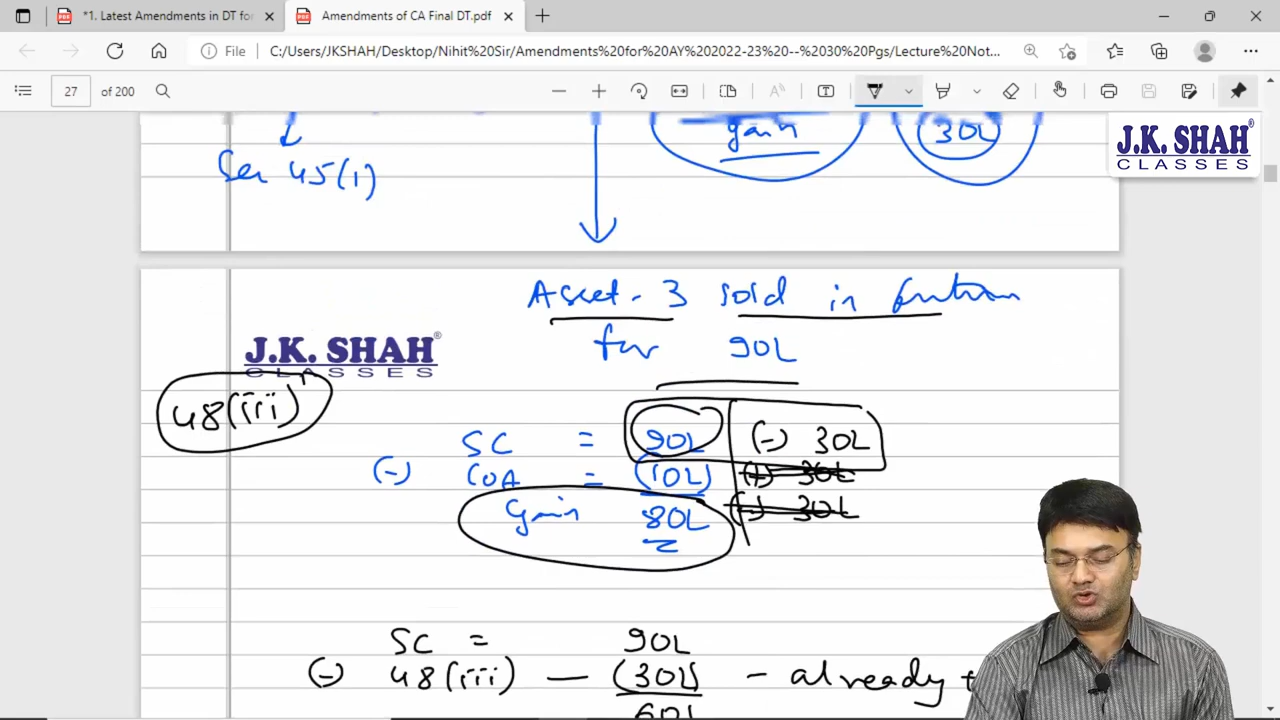 *1. Latest Amendments in DT for
Amendments of CA Final DT.pdf
File
C:/Users/JKSHAH/Desktop/Nihit%20Sir/Amendments%20for%20AY%202022-23%20--%2030%20Pgs/Lecture%20Not...
27 of 200
J.K. SHAH®
CLASSES
gain
30L
Sec 45(1)
Asset - 3 sold in future
for 90L
J.K. SHAH®
CLASSES
48(iii)
SC = 90L (-) 30L
(-) COA = (10L) (+) 30L
Gain 80L (-) 30L
SC = 90L
(-) 48(iii) — (30L) - already
60L